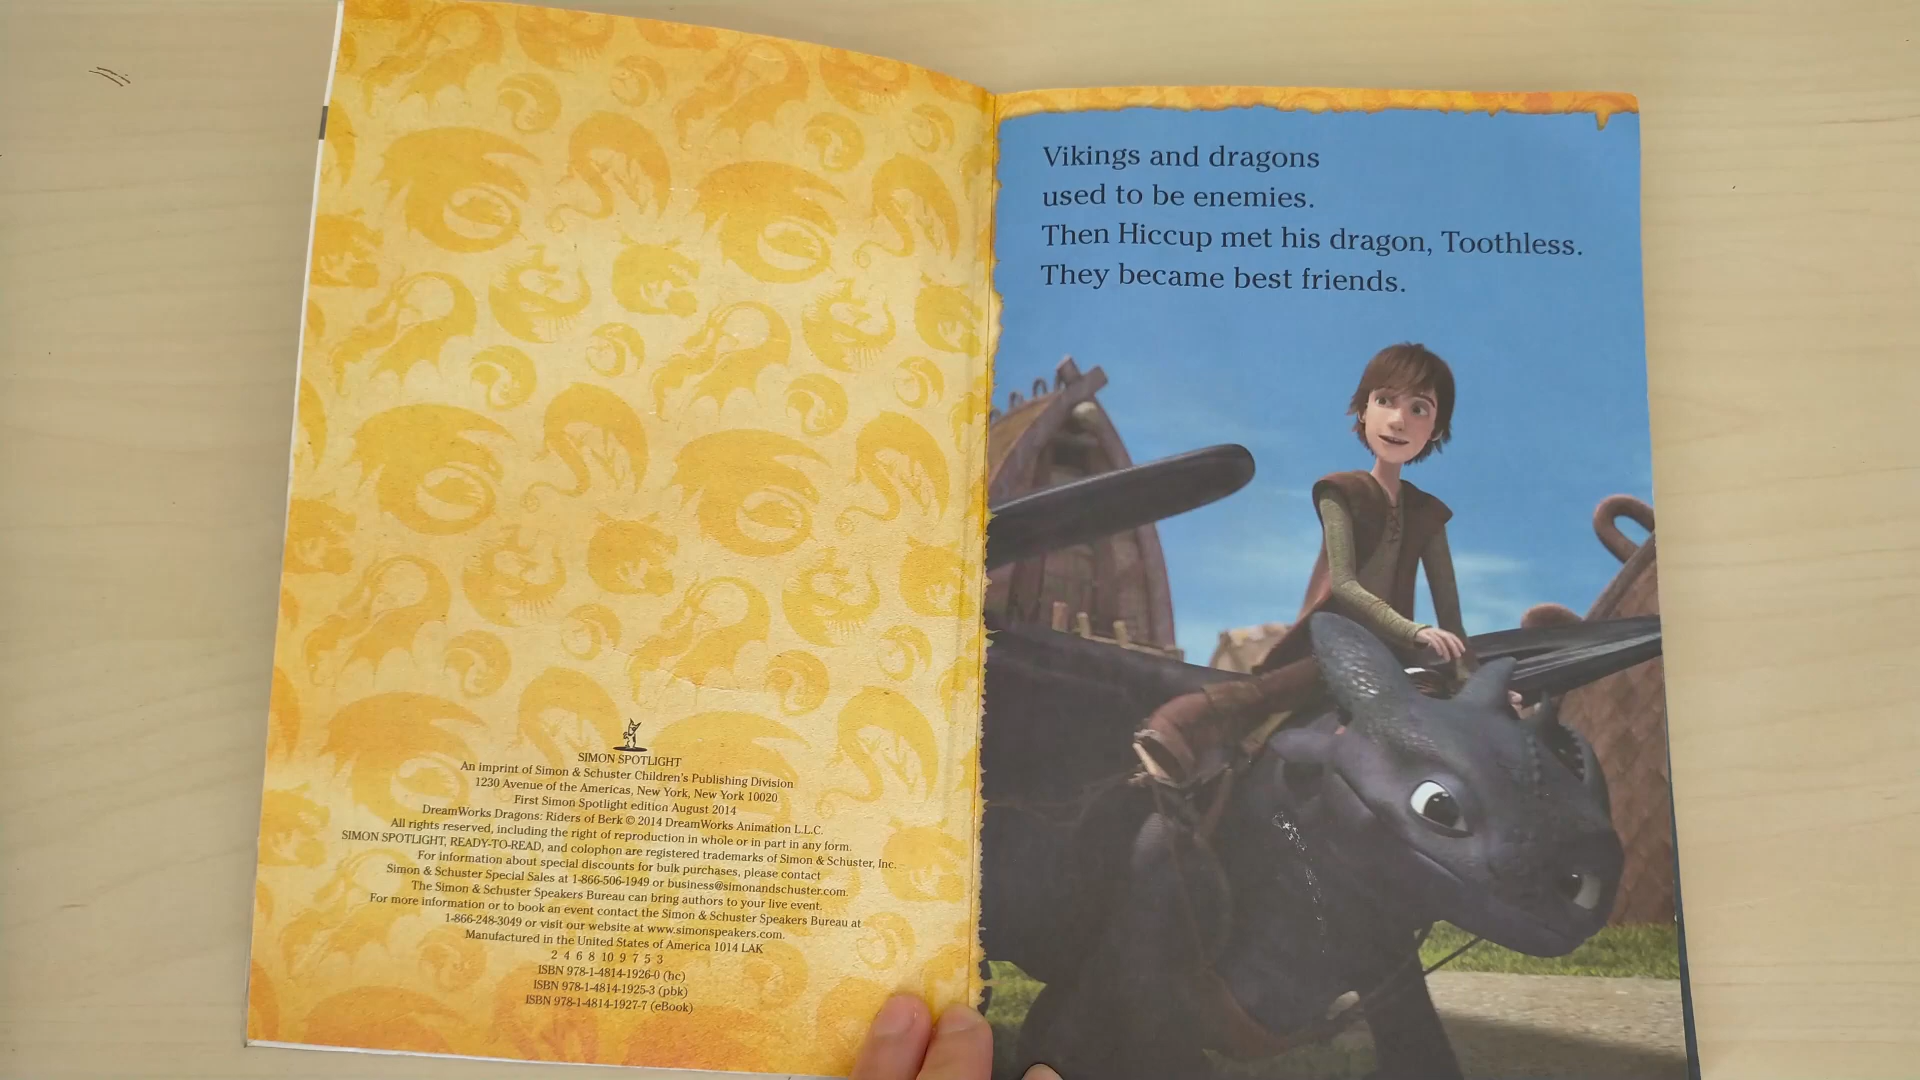 SIMON SPOTLIGHT
An imprint of Simon & Schuster Children's Publishing Division
1230 Avenue of the Americas, New York, New York 10020
First Simon Spotlight edition August 2014
DreamWorks Dragons: Riders of Berk © 2014 DreamWorks Animation L.L.C.
All rights reserved, including the right of reproduction in whole or in part in any form.
SIMON SPOTLIGHT, READY-TO-READ, and colophon are registered trademarks of Simon & Schuster, Inc.
For information about special discounts for bulk purchases, please contact
Simon & Schuster Special Sales at 1-866-506-1949 or business@simonandschuster.com.
The Simon & Schuster Speakers Bureau can bring authors to your live event.
For more information or to book an event contact the Simon & Schuster Speakers Bureau at
1-866-248-3049 or visit our website at www.simonspeakers.com.
Manufactured in the United States of America 1014 LAK
2 4 6 8 10 9 7 5 3
ISBN 978-1-4814-1926-0 (hc)
ISBN 978-1-4814-1925-3 (pbk)
ISBN 978-1-4814-1927-7 (eBook)
Vikings and dragons
used to be enemies.
Then Hiccup met his dragon, Toothless.
They became best friends.